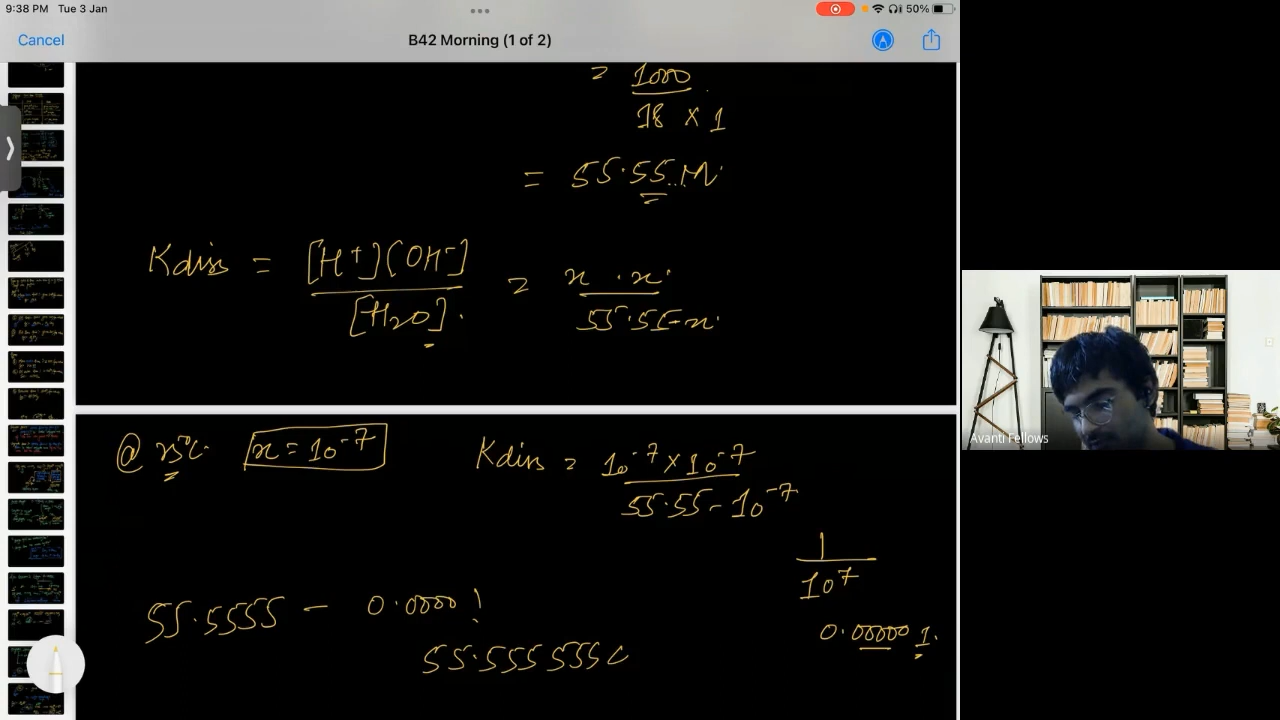 9:38 PM Tue 3 Jan
50%
Cancel
B42 Morning (1 of 2)
= 1000
18 × 1
= 55.55 M
Kdiss = [H+][OH-] = x . x
[H2O] 55.55-x
@ 25°C x = 10-7 Kdiss = 10-7 × 10-7
55.55 - 10-7
1
10^7
55.5555 - 0.00001
0.000001
55.555555
Avanti Fellows